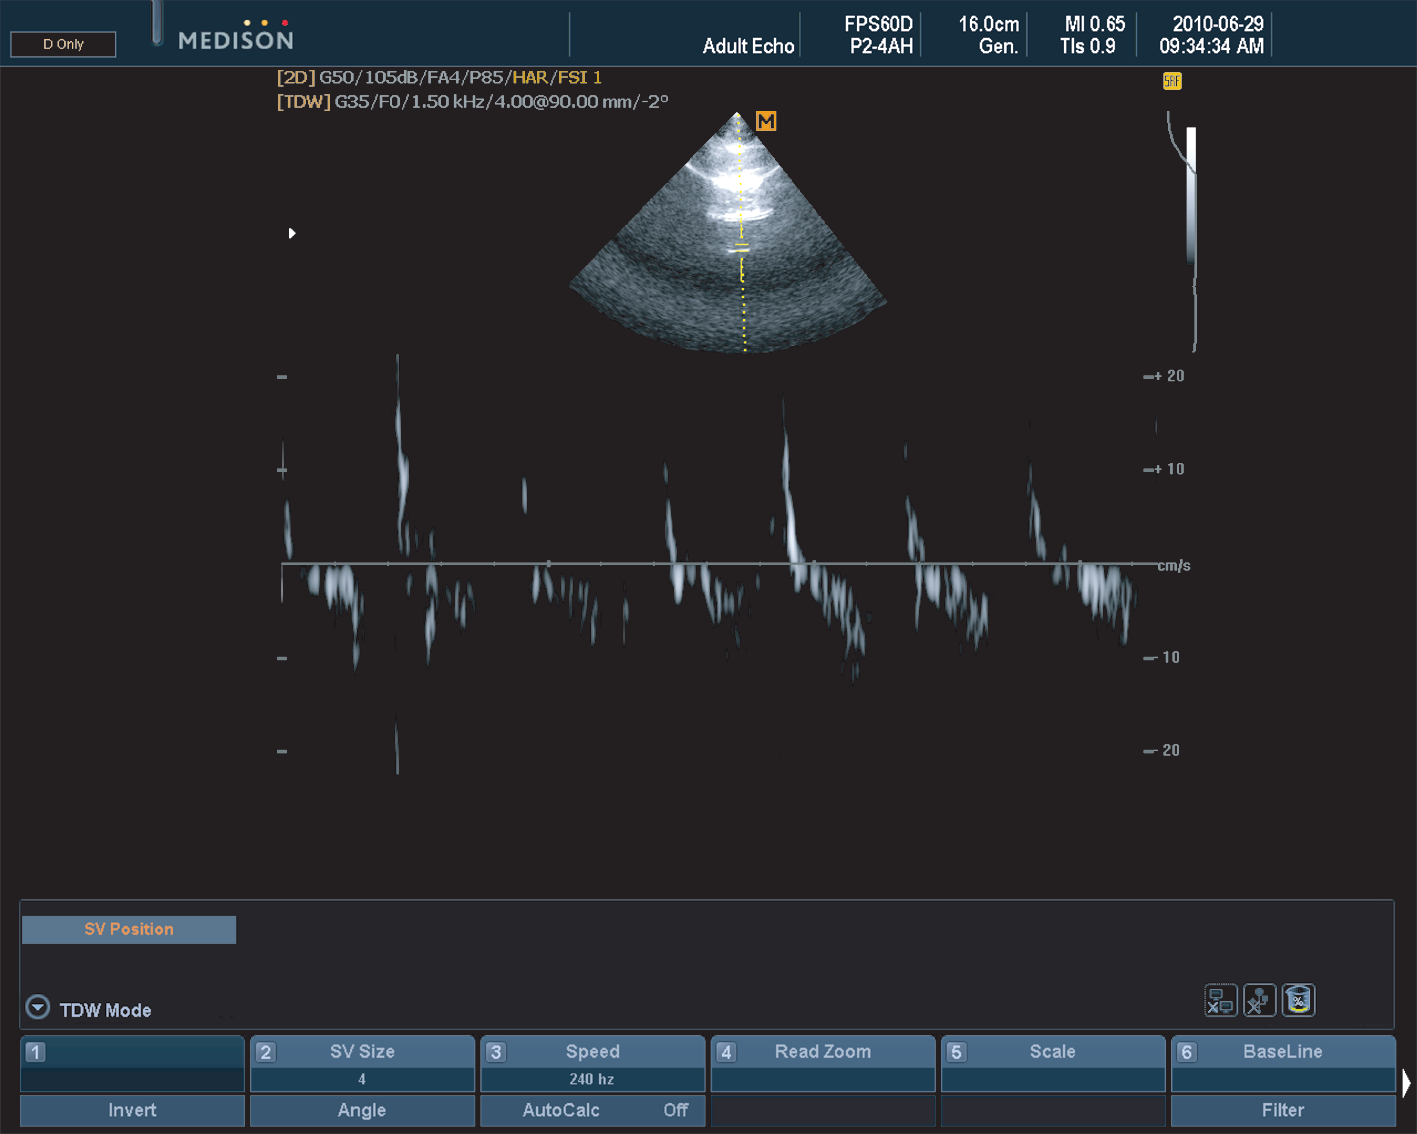 D Only
MEDISON
Adult Echo
FPS60D
P2-4AH
16.0cm
Gen.
MI 0.65
TIs 0.9
2010-06-29
09:34:34 AM
[2D] G50/105dB/FA4/P85/HAR/FSI 1
[TDW] G35/F0/1.50 kHz/4.00@90.00 mm/-2°
M
SRF
+ 20
+ 10
cm/s
- 10
- 20
SV Position
TDW Mode
%
1
2 SV Size
4
3 Speed
240 hz
4 Read Zoom
5 Scale
6 BaseLine
Invert
Angle
AutoCalc Off
Filter